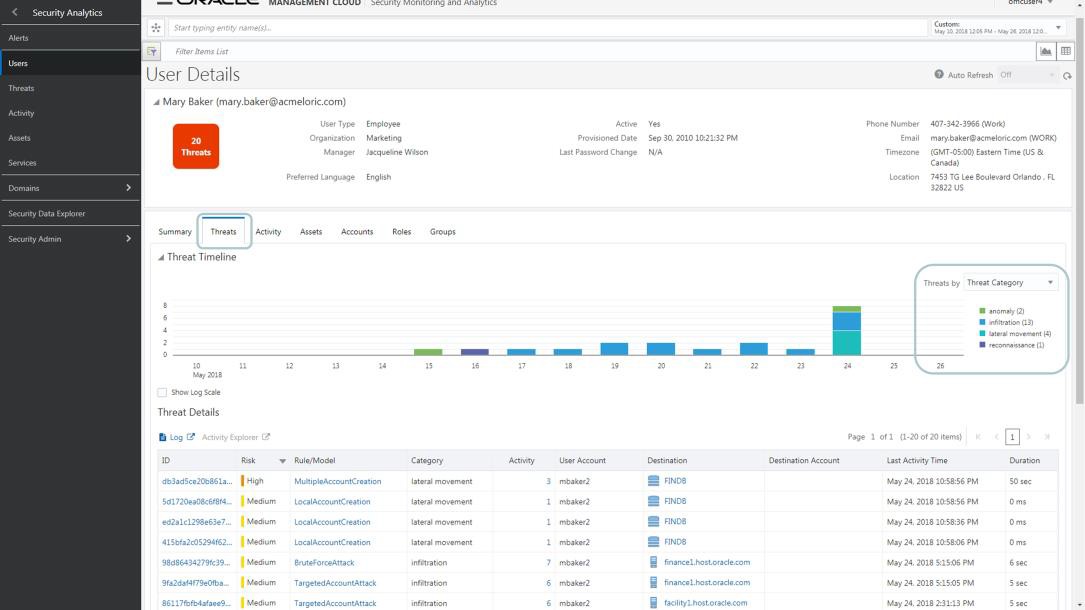 Security Analytics
ORACLE MANAGEMENT CLOUD Security Monitoring and Analytics
omcuser4
Alerts
Users
Threats
Activity
Assets
Services
Domains
Security Data Explorer
Security Admin
Start typing entity name(s)...
Custom:
May 10, 2018 12:05 PM - May 26, 2018 12:0...
Filter Items List
User Details
Auto Refresh Off
Mary Baker (mary.baker@acmeloric.com)
20
Threats
User Type Employee
Organization Marketing
Manager Jacqueline Wilson
Preferred Language English
Active Yes
Provisioned Date Sep 30, 2010 10:21:32 PM
Last Password Change N/A
Phone Number 407-342-3966 (Work)
Email mary.baker@acmeloric.com (WORK)
Timezone (GMT-05:00) Eastern Time (US &
Canada)
Location 7453 TG Lee Boulevard Orlando , FL
32822 US
Summary Threats Activity Assets Accounts Roles Groups
Threat Timeline
Threats by Threat Category
8
6
4
2
0
anomaly (2)
infiltration (13)
lateral movement (4)
reconnaissance (1)
10 11 12 13 14 15 16 17 18 19 20 21 22 23 24 25 26
May 2018
Show Log Scale
Threat Details
Log Activity Explorer
Page 1 of 1 (1-20 of 20 items) 1
ID Risk Rule/Model Category Activity User Account Destination Destination Account Last Activity Time Duration
db3ad5ce20b861a... High MultipleAccountCreation lateral movement 3 mbaker2 FINDB May 24, 2018 10:58:56 PM 50 sec
5d1720ea08c6f8f4... Medium LocalAccountCreation lateral movement 1 mbaker2 FINDB May 24, 2018 10:58:56 PM 0 ms
ed2a1c1298e63e7... Medium LocalAccountCreation lateral movement 1 mbaker2 FINDB May 24, 2018 10:58:36 PM 0 ms
415bfa2c05294f62... Medium LocalAccountCreation lateral movement 1 mbaker2 FINDB May 24, 2018 10:58:06 PM 0 ms
98d86434279fc39... Medium BruteForceAttack infiltration 7 mbaker2 finance1.host.oracle.com May 24, 2018 5:15:06 PM 6 sec
9fa2daf4f79e0fba... Medium TargetedAccountAttack infiltration 6 mbaker2 finance1.host.oracle.com May 24, 2018 5:15:05 PM 5 sec
86117fbfb4afaee9... Medium TargetedAccountAttack infiltration 6 mbaker2 facility1.host.oracle.com May 24, 2018 2:31:13 PM 5 sec